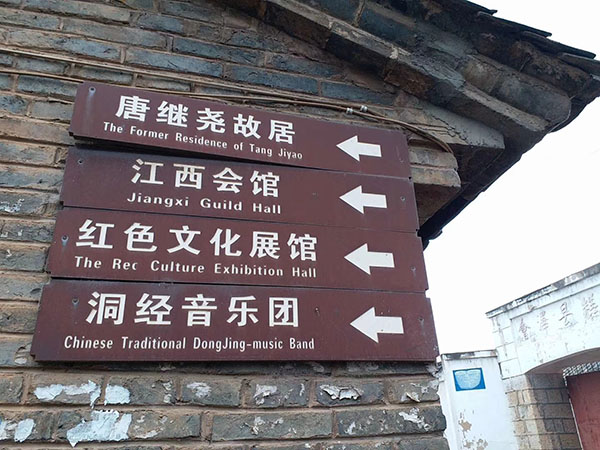 唐继尧故居
The Former Residence of Tang Jiyao
江西会馆
Jiangxi Guild Hall
红色文化展馆
The Rec Culture Exhibition Hall
洞经音乐团
Chinese Traditional DongJing-music Band